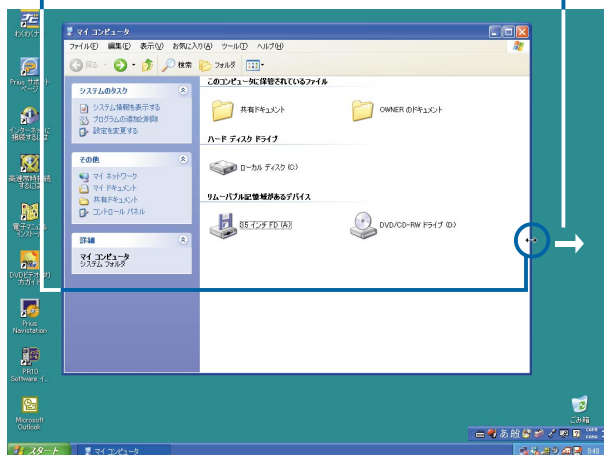 マイ コンピュータ
ファイル(F) 編集(E) 表示(V) お気に入り(A) ツール(T) ヘルプ(H)
戻る 検索 フォルダ
システムのタスク
システム情報を表示する
プログラムの追加と削除
設定を変更する
その他
マイ ネットワーク
マイ ドキュメント
共有ドキュメント
コントロール パネル
詳細
マイ コンピュータ
システム フォルダ
このコンピュータに保管されているファイル
共有ドキュメント OWNER のドキュメント
ハード ディスク ドライブ
ローカル ディスク (C:)
リムーバブル記憶域があるデバイス
3.5 インチ FD (A:) DVD/CD-RW ドライブ (D:)
Prius
Navistation
Microsoft
Outlook
ごみ箱
あ 般
CAPS
KANA
スタート マイ コンピュータ 9:48